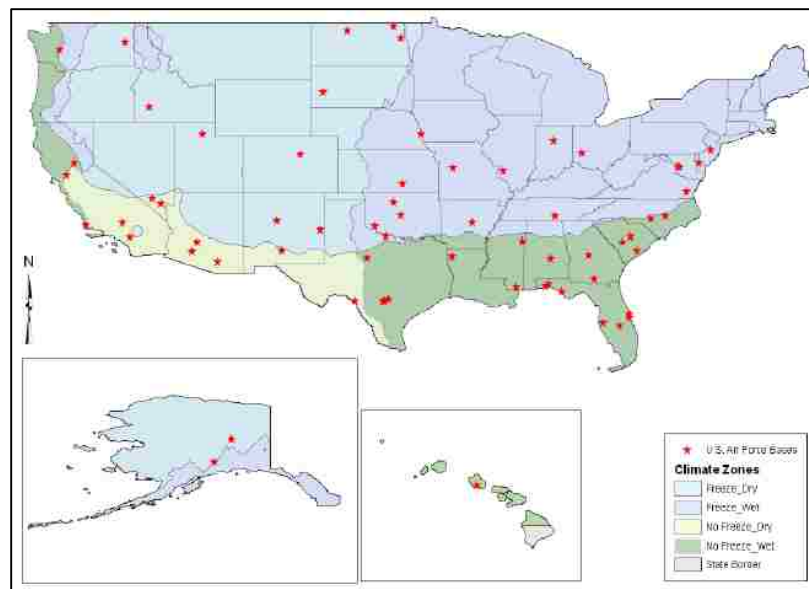 N
U.S. Air Force Bases
Climate Zones
Freeze_Dry
Freeze_Wet
No Freeze_Dry
No Freeze_Wet
State Border